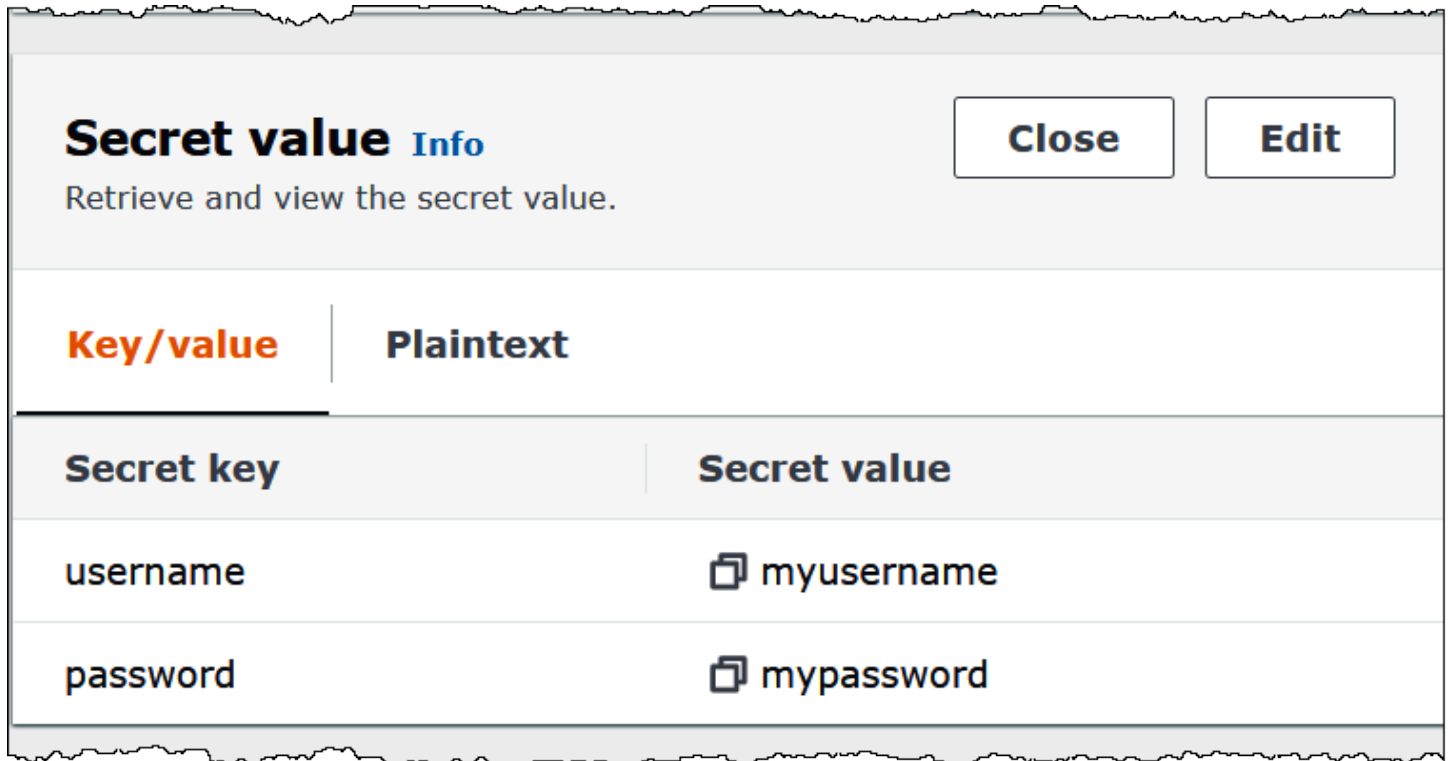 Secret value Info Close Edit
Retrieve and view the secret value.
Key/value Plaintext
Secret key Secret value
username myusername
password mypassword